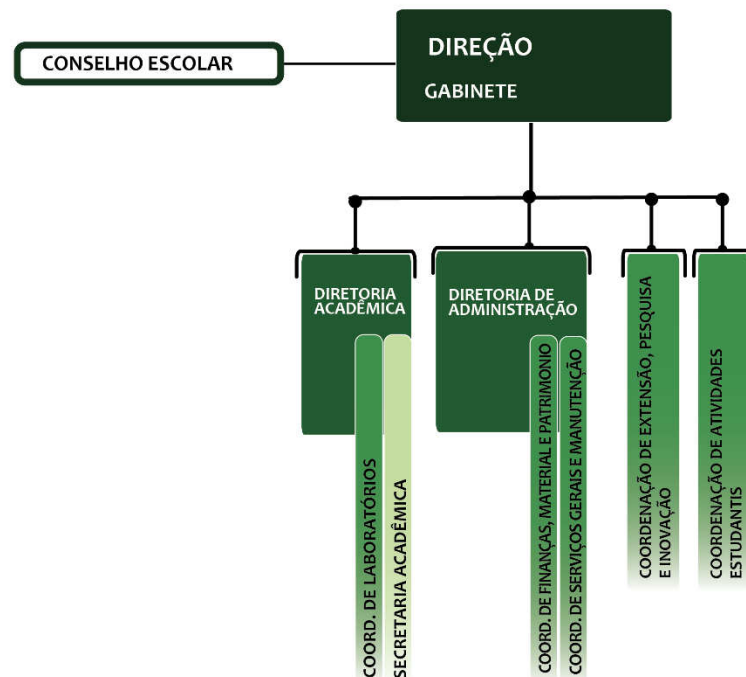 CONSELHO ESCOLAR
DIREÇÃO
GABINETE
DIRETORIA
ACADÊMICA
COORD. DE LABORATÓRIOS
SECRETARIA ACADÊMICA
DIRETORIA DE
ADMINISTRAÇÃO
COORD. DE FINANÇAS, MATERIAL E PATRIMONIO
COORD. DE SERVIÇOS GERAIS E MANUTENÇÃO
COORDENAÇÃO DE EXTENSÃO, PESQUISA
E INOVAÇÃO
COORDENAÇÃO DE ATIVIDADES
ESTUDANTIS